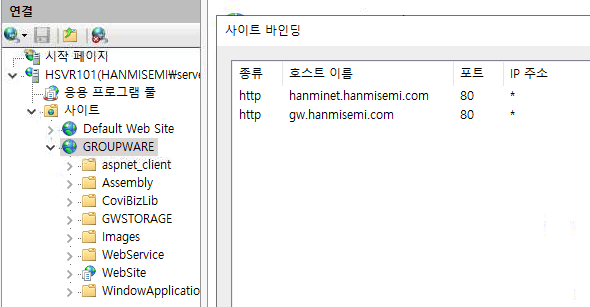 연결
시작 페이지
HSVR101(HANMISEMI\serve
응용 프로그램 풀
사이트
Default Web Site
GROUPWARE
aspnet_client
Assembly
CoviBizLib
GWSTORAGE
Images
WebService
WebSite
WindowApplicatio
사이트 바인딩
종류 호스트 이름 포트 IP 주소
http hanminet.hanmisemi.com 80 *
http gw.hanmisemi.com 80 *